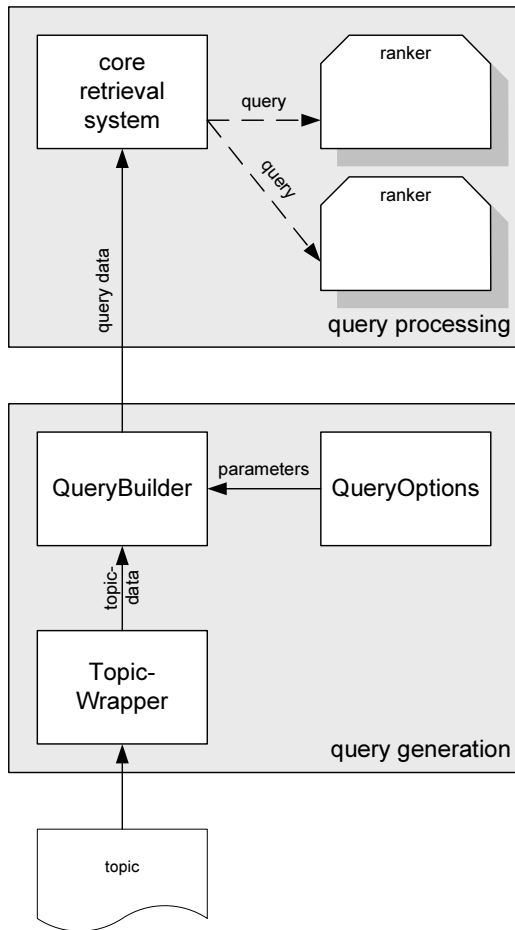 core
retrieval
system
ranker
query
query
ranker
query data
query processing
QueryBuilder
parameters
QueryOptions
topic-
data
Topic-
Wrapper
query generation
topic